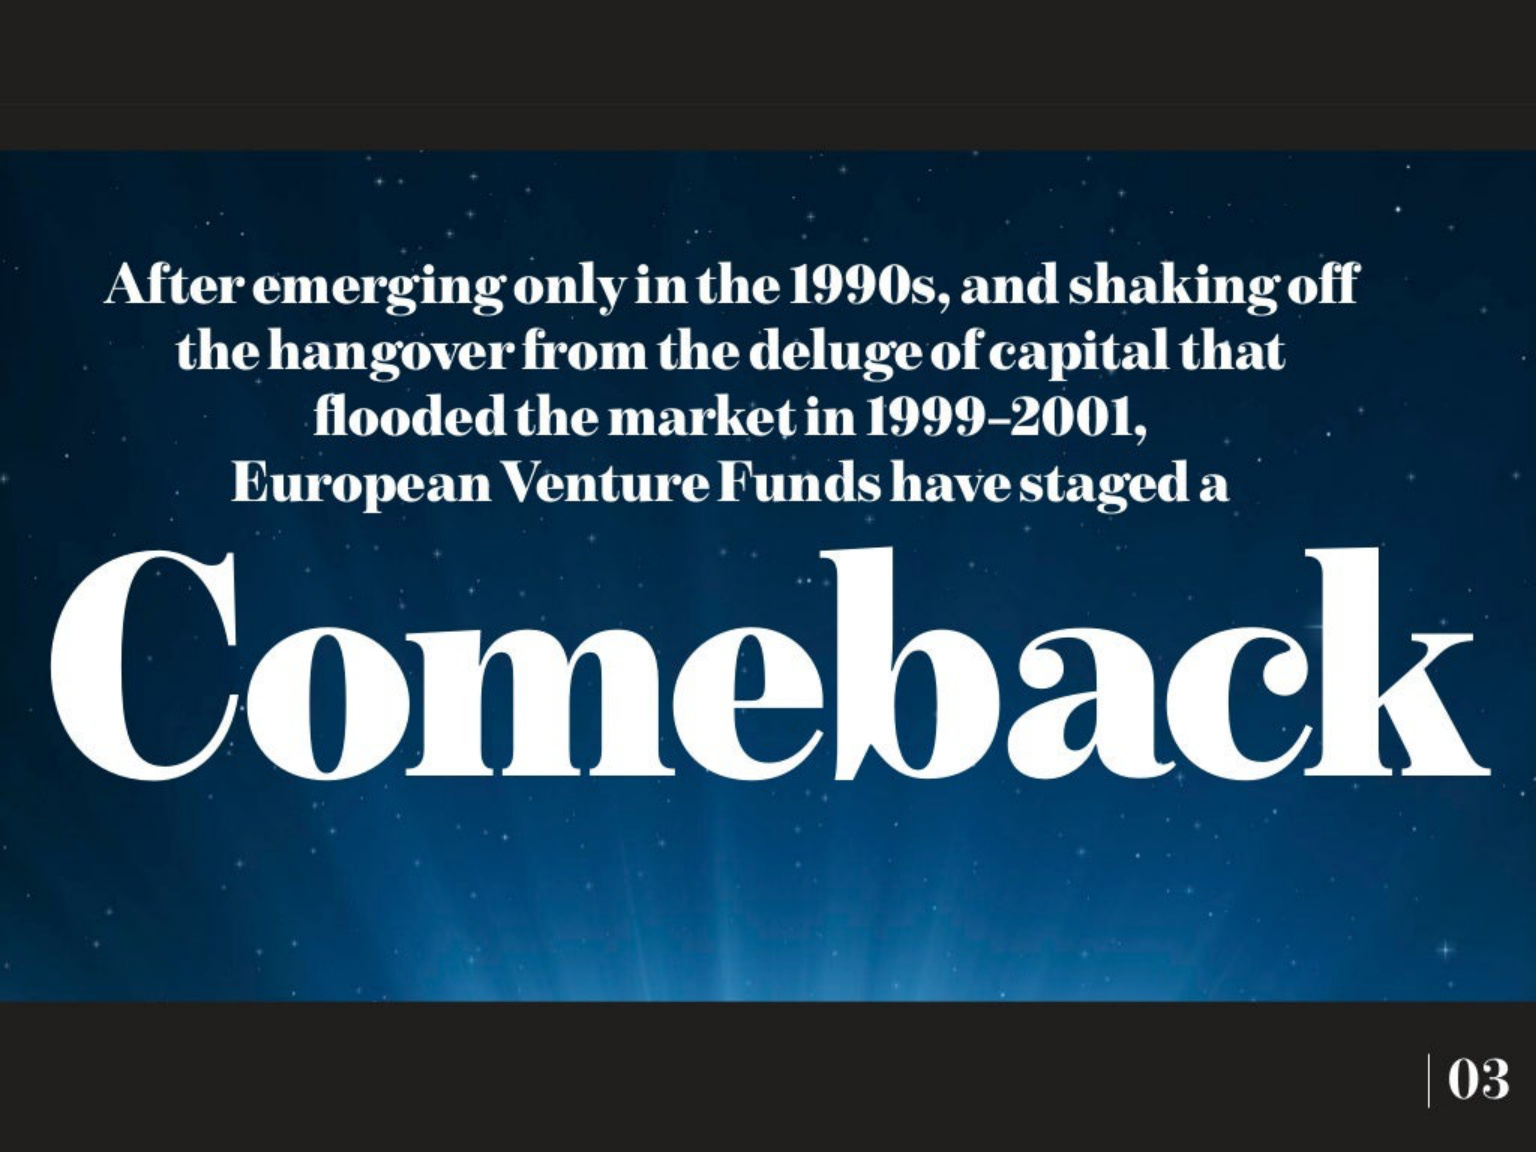 After emerging only in the 1990s, and shaking off
the hangover from the deluge of capital that
flooded the market in 1999–2001,
European Venture Funds have staged a
Comeback
03